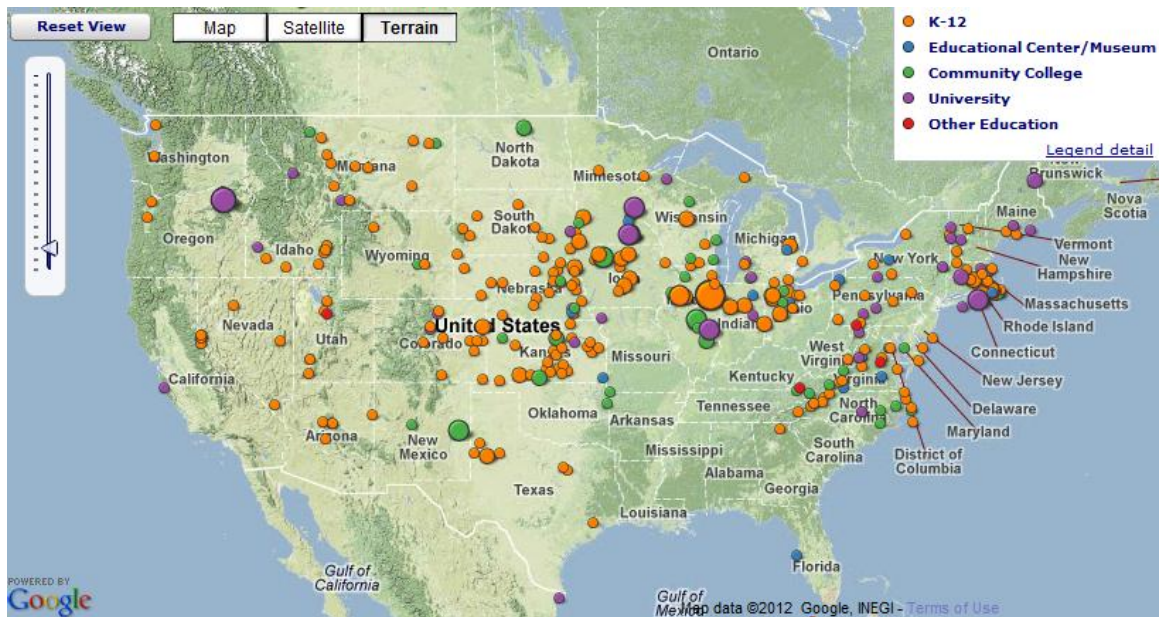 Reset View
Map
Satellite
Terrain
K-12
Educational Center/Museum
Community College
University
Other Education
Legend detail
Ontario
New Brunswick
Nova Scotia
Washington
Montana
North Dakota
Minnesota
Wisconsin
Michigan
Maine
Vermont
New Hampshire
New York
Massachusetts
Rhode Island
Connecticut
New Jersey
Delaware
Maryland
District of Columbia
Oregon
Idaho
Wyoming
South Dakota
Nebraska
Nevada
Utah
Colorado
United States
Kansas
Missouri
Pennsylvania
West Virginia
Virginia
Kentucky
California
Arizona
New Mexico
Oklahoma
Arkansas
Tennessee
North Carolina
South Carolina
Mississippi
Alabama
Georgia
Texas
Louisiana
Florida
Gulf of California
Gulf of Mexico
POWERED BY
Google
Map data ©2012 Google, INEGI - Terms of Use